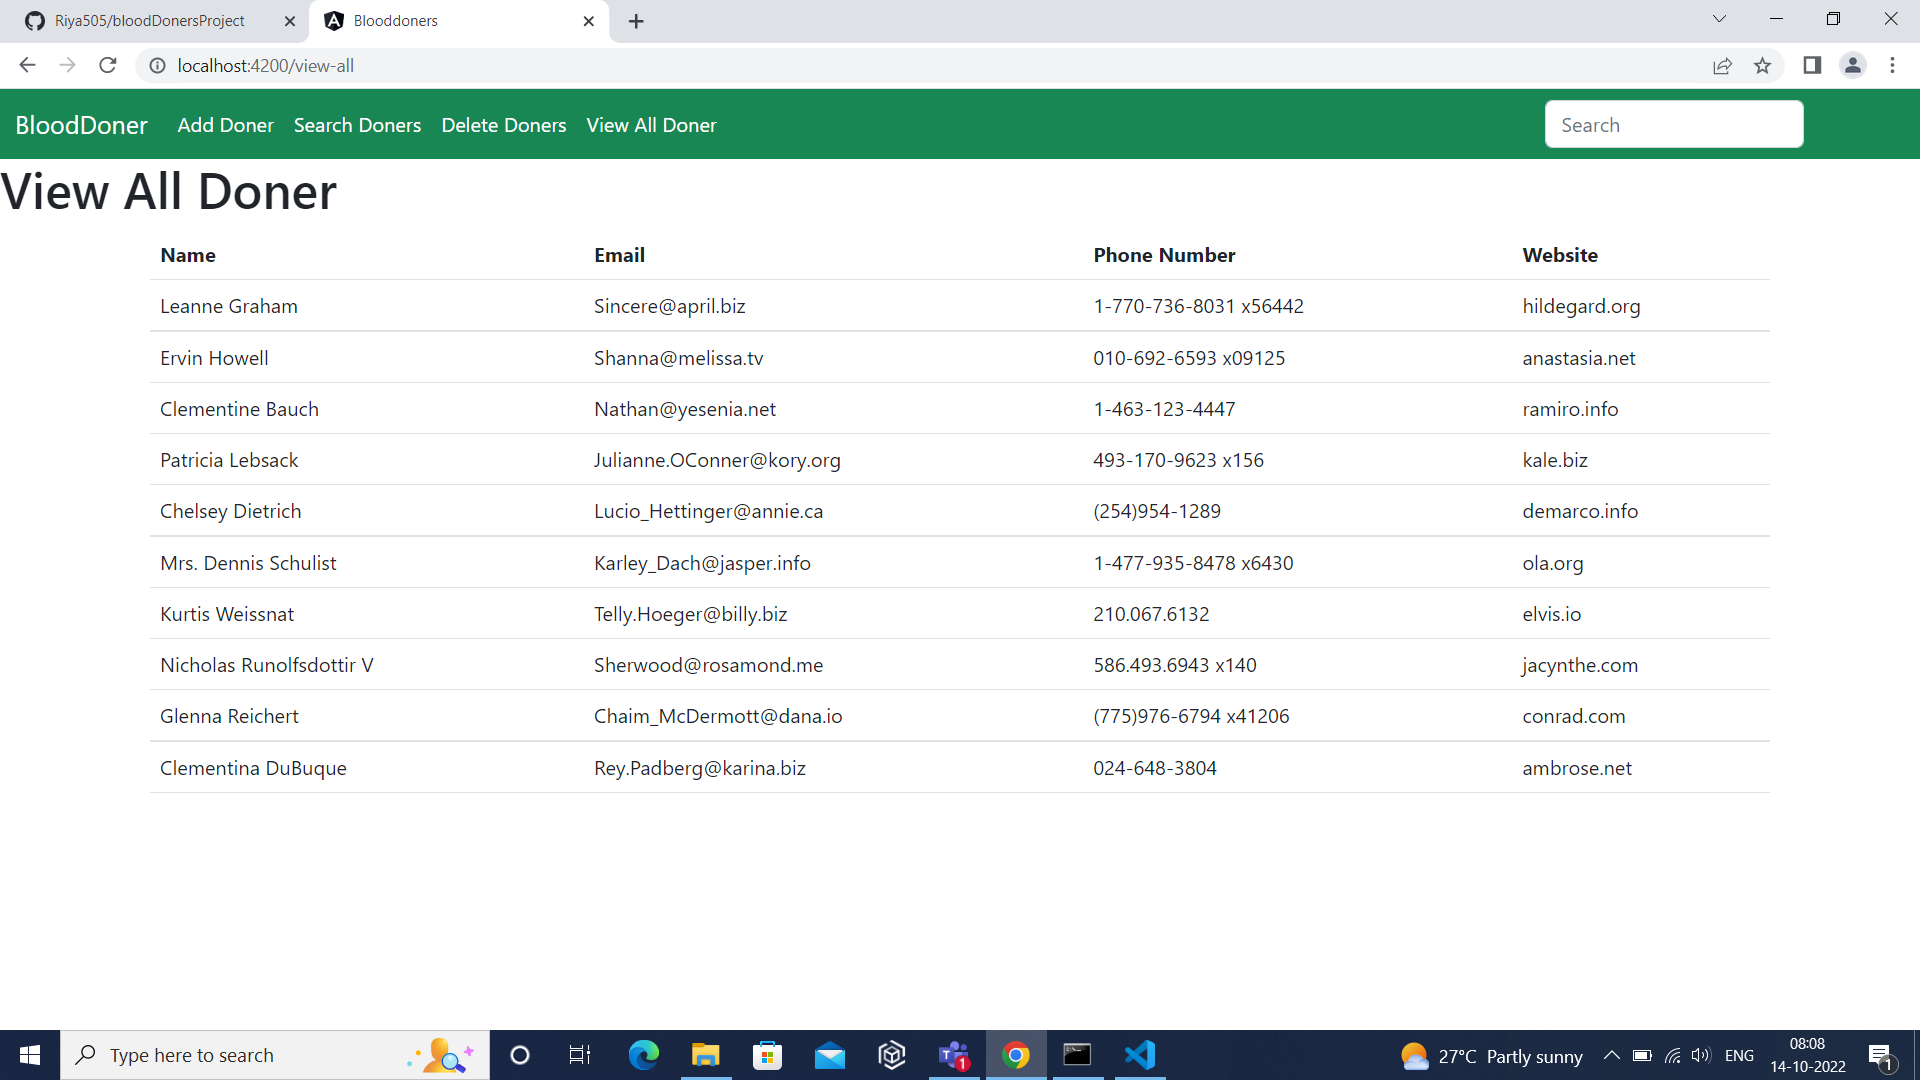 Riya505/bloodDonersProject
Blooddoners
localhost:4200/view-all
BloodDoner Add Doner Search Doners Delete Doners View All Doner Search
View All Doner
Name Email Phone Number Website
Leanne Graham Sincere@april.biz 1-770-736-8031 x56442 hildegard.org
Ervin Howell Shanna@melissa.tv 010-692-6593 x09125 anastasia.net
Clementine Bauch Nathan@yesenia.net 1-463-123-4447 ramiro.info
Patricia Lebsack Julianne.OConner@kory.org 493-170-9623 x156 kale.biz
Chelsey Dietrich Lucio_Hettinger@annie.ca (254)954-1289 demarco.info
Mrs. Dennis Schulist Karley_Dach@jasper.info 1-477-935-8478 x6430 ola.org
Kurtis Weissnat Telly.Hoeger@billy.biz 210.067.6132 elvis.io
Nicholas Runolfsdottir V Sherwood@rosamond.me 586.493.6943 x140 jacynthe.com
Glenna Reichert Chaim_McDermott@dana.io (775)976-6794 x41206 conrad.com
Clementina DuBuque Rey.Padberg@karina.biz 024-648-3804 ambrose.net
Type here to search
1
27°C Partly sunny
ENG
08:08
14-10-2022
1